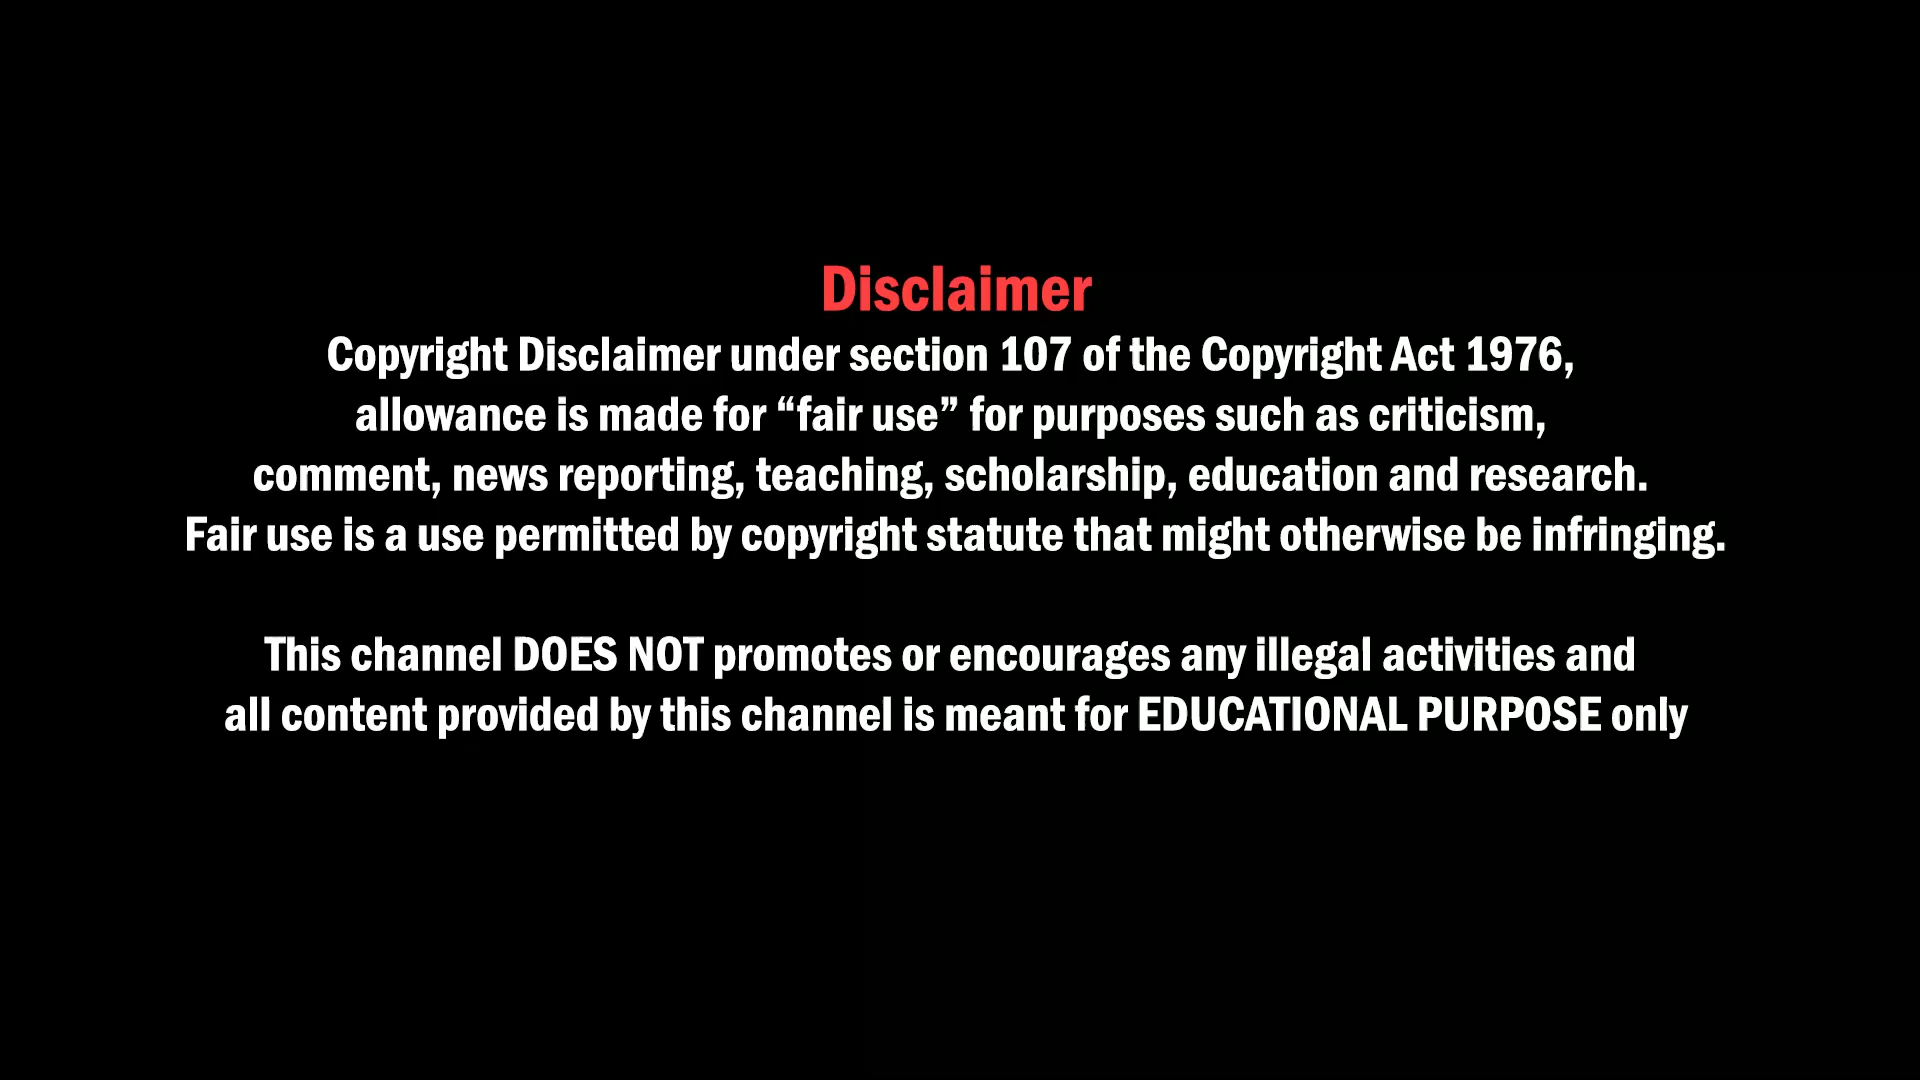 Disclaimer
Copyright Disclaimer under section 107 of the Copyright Act 1976,
allowance is made for “fair use” for purposes such as criticism,
comment, news reporting, teaching, scholarship, education and research.
Fair use is a use permitted by copyright statute that might otherwise be infringing.
This channel DOES NOT promotes or encourages any illegal activities and
all content provided by this channel is meant for EDUCATIONAL PURPOSE only